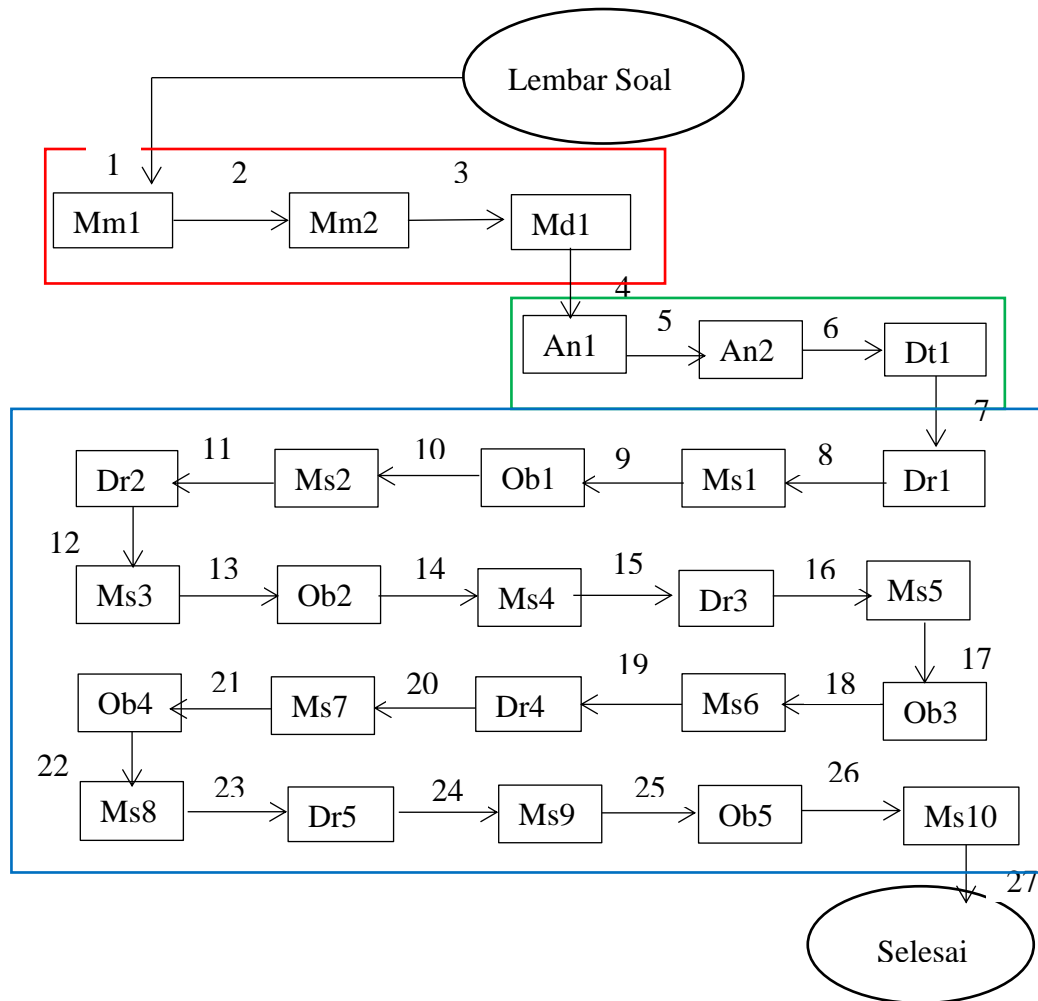 Lembar Soal
1 2 3
Mm1 Mm2 Md1
4
An1 5 An2 6 Dt1
7
Dr2 11 Ms2 10 Ob1 9 Ms1 8 Dr1
12
Ms3 13 Ob2 14 Ms4 15 Dr3 16 Ms5
17
Ob4 21 Ms7 20 Dr4 19 Ms6 18 Ob3
22
Ms8 23 Dr5 24 Ms9 25 Ob5 26 Ms10
27
Selesai